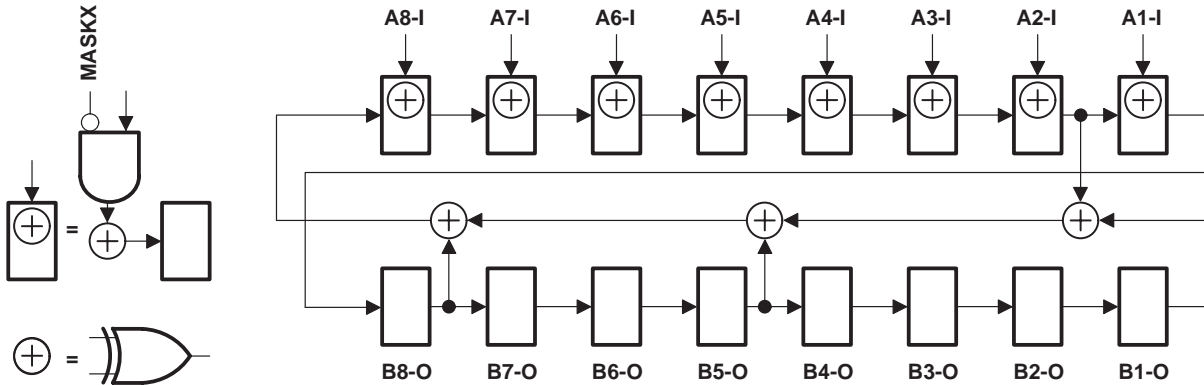 MASKX
=
=
A8-I A7-I A6-I A5-I A4-I A3-I A2-I A1-I
B8-O B7-O B6-O B5-O B4-O B3-O B2-O B1-O